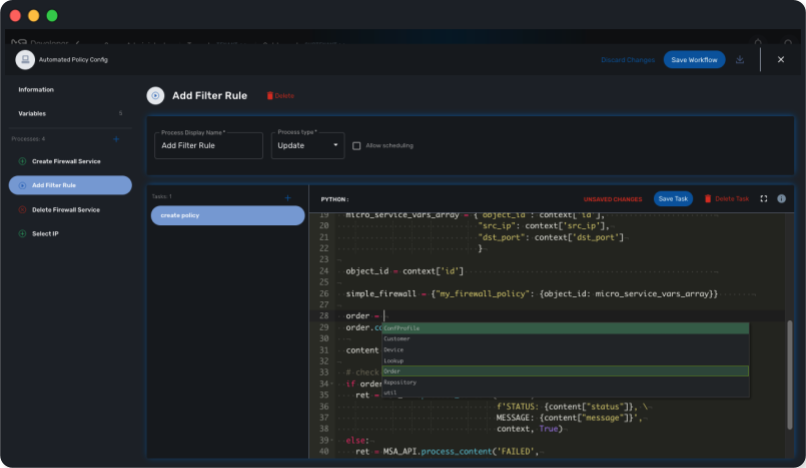 Automated Policy Config
Discard Changes
Save Workflow
Information
Variables
5
Processes: 4
Create Firewall Service
Add Filter Rule
Delete Firewall Service
Select IP
Add Filter Rule
Delete
Process Display Name*
Add Filter Rule
Process type*
Update
Allow scheduling
Tasks: 1
create policy
PYTHON:
UNSAVED CHANGES
Save Task
Delete Task
19 micro_service_vars_array = {"object_id": context['id'],
20 "src_ip": context['src_ip'],
21 "dst_port": context['dst_port']
22 }
23
24 object_id = context['id']
25
26 simple_firewall = {"my_firewall_policy": {object_id: micro_service_vars_array}}
27
28 order =
29 order.co
30
31 content
32
33 # check
34 if order
35 ret =
36 f'STATUS: {content["status"]}, \
37 MESSAGE: {content["message"]}',
38 context, True)
39 else:
40 ret = MSA_API.process_content('FAILED',
ConfProfile
Customer
Device
Lookup
Order
Repository
util